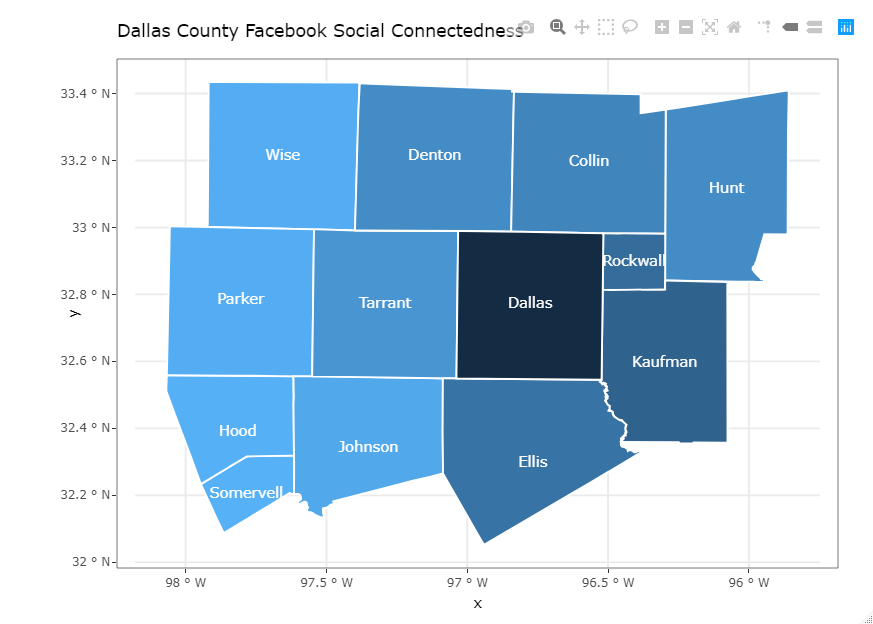 Dallas County Facebook Social Connectedness
33.4 ° N
33.2 ° N
33 ° N
32.8 ° N
32.6 ° N
32.4 ° N
32.2 ° N
32 ° N
y
Wise
Denton
Collin
Hunt
Parker
Tarrant
Dallas
Rockwall
Kaufman
Hood
Johnson
Ellis
Somervell
98 ° W
97.5 ° W
97 ° W
96.5 ° W
96 ° W
x